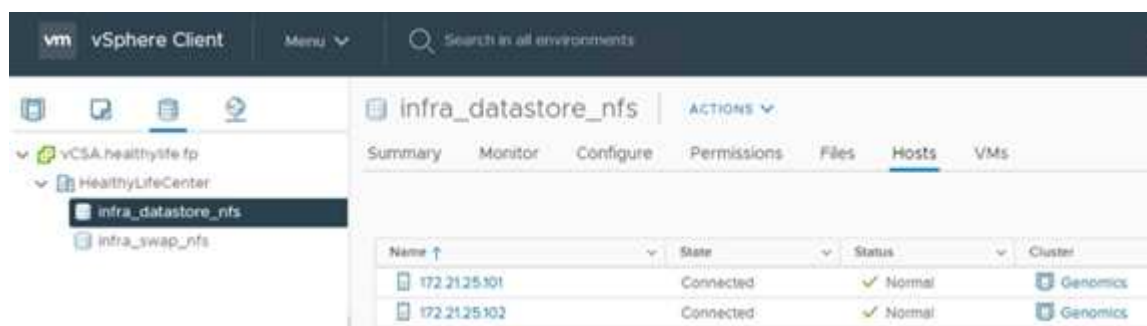 vm vSphere Client Menu Search in all environments
infra_datastore_nfs ACTIONS
vCSA.healthylife.fp
Summary Monitor Configure Permissions Files Hosts VMs
HealthyLifeCenter
infra_datastore_nfs
infra_swap_nfs
Name State Status Cluster
172.21.25.101 Connected Normal Genomics
172.21.25.102 Connected Normal Genomics